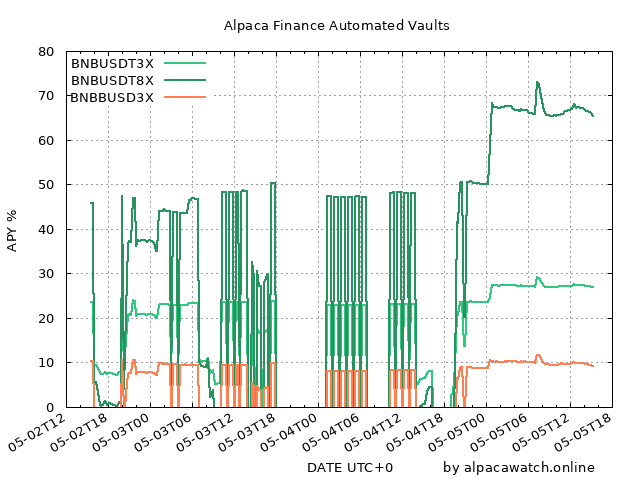 Alpaca Finance Automated Vaults
BNBUSDT3X
BNBUSDT8X
BNBBUSD3X
APY %
80
70
60
50
40
30
20
10
0
05-02T12
05-02T18
05-03T00
05-03T06
05-03T12
05-03T18
05-04T00
05-04T06
05-04T12
05-04T18
05-05T00
05-05T06
05-05T12
05-05T18
DATE UTC+0
by alpacawatch.online